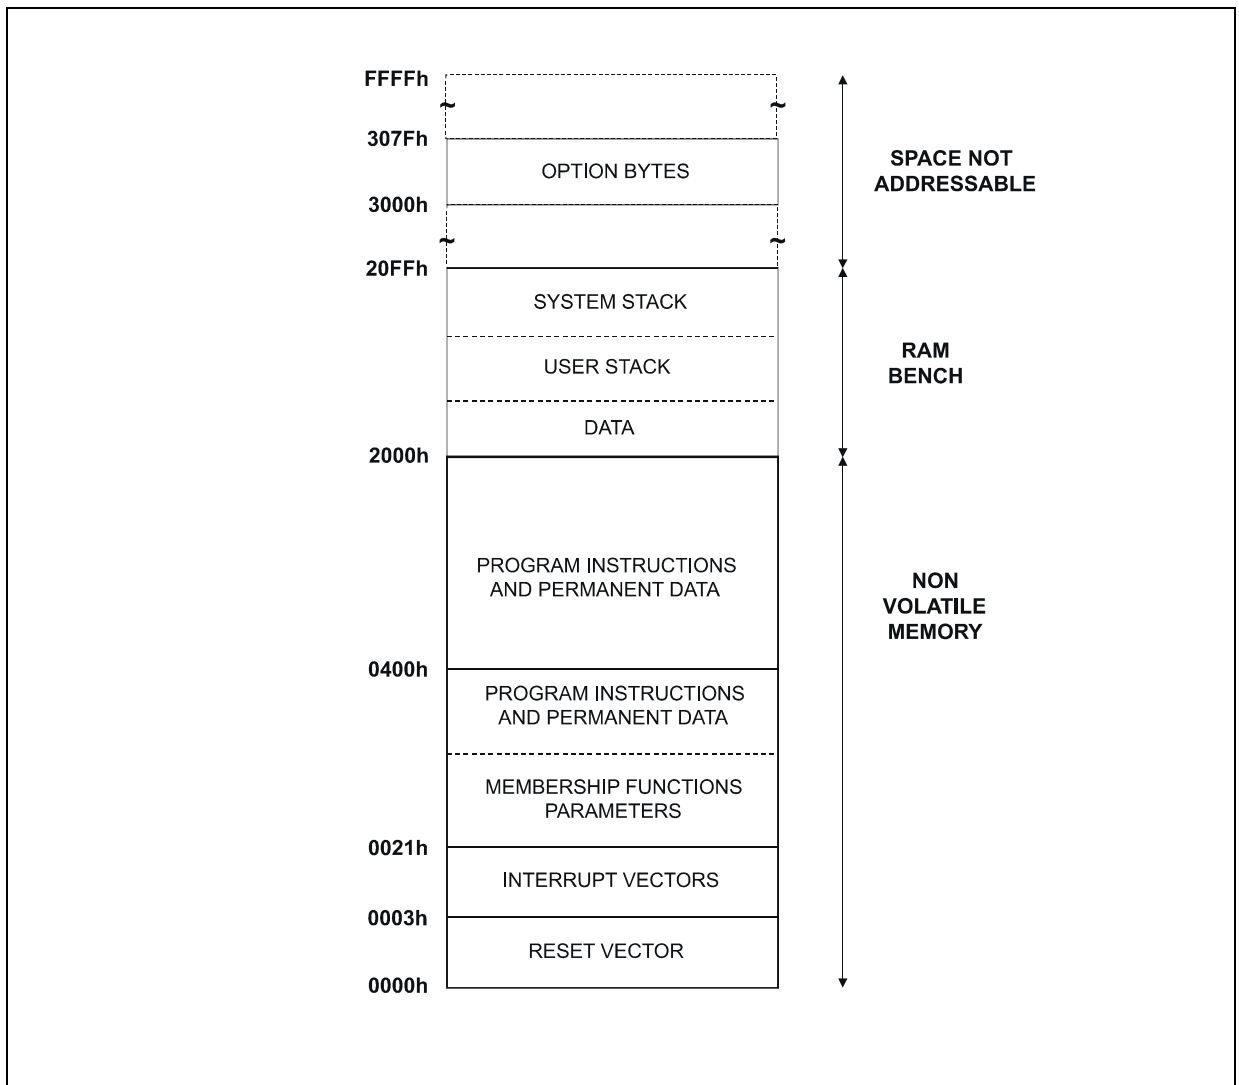 FFFFh
307Fh
OPTION BYTES
SPACE NOT
ADDRESSABLE
3000h
20FFh
SYSTEM STACK
USER STACK
RAM
BENCH
DATA
2000h
PROGRAM INSTRUCTIONS
AND PERMANENT DATA
NON
VOLATILE
MEMORY
0400h
PROGRAM INSTRUCTIONS
AND PERMANENT DATA
MEMBERSHIP FUNCTIONS
PARAMETERS
0021h
INTERRUPT VECTORS
0003h
RESET VECTOR
0000h